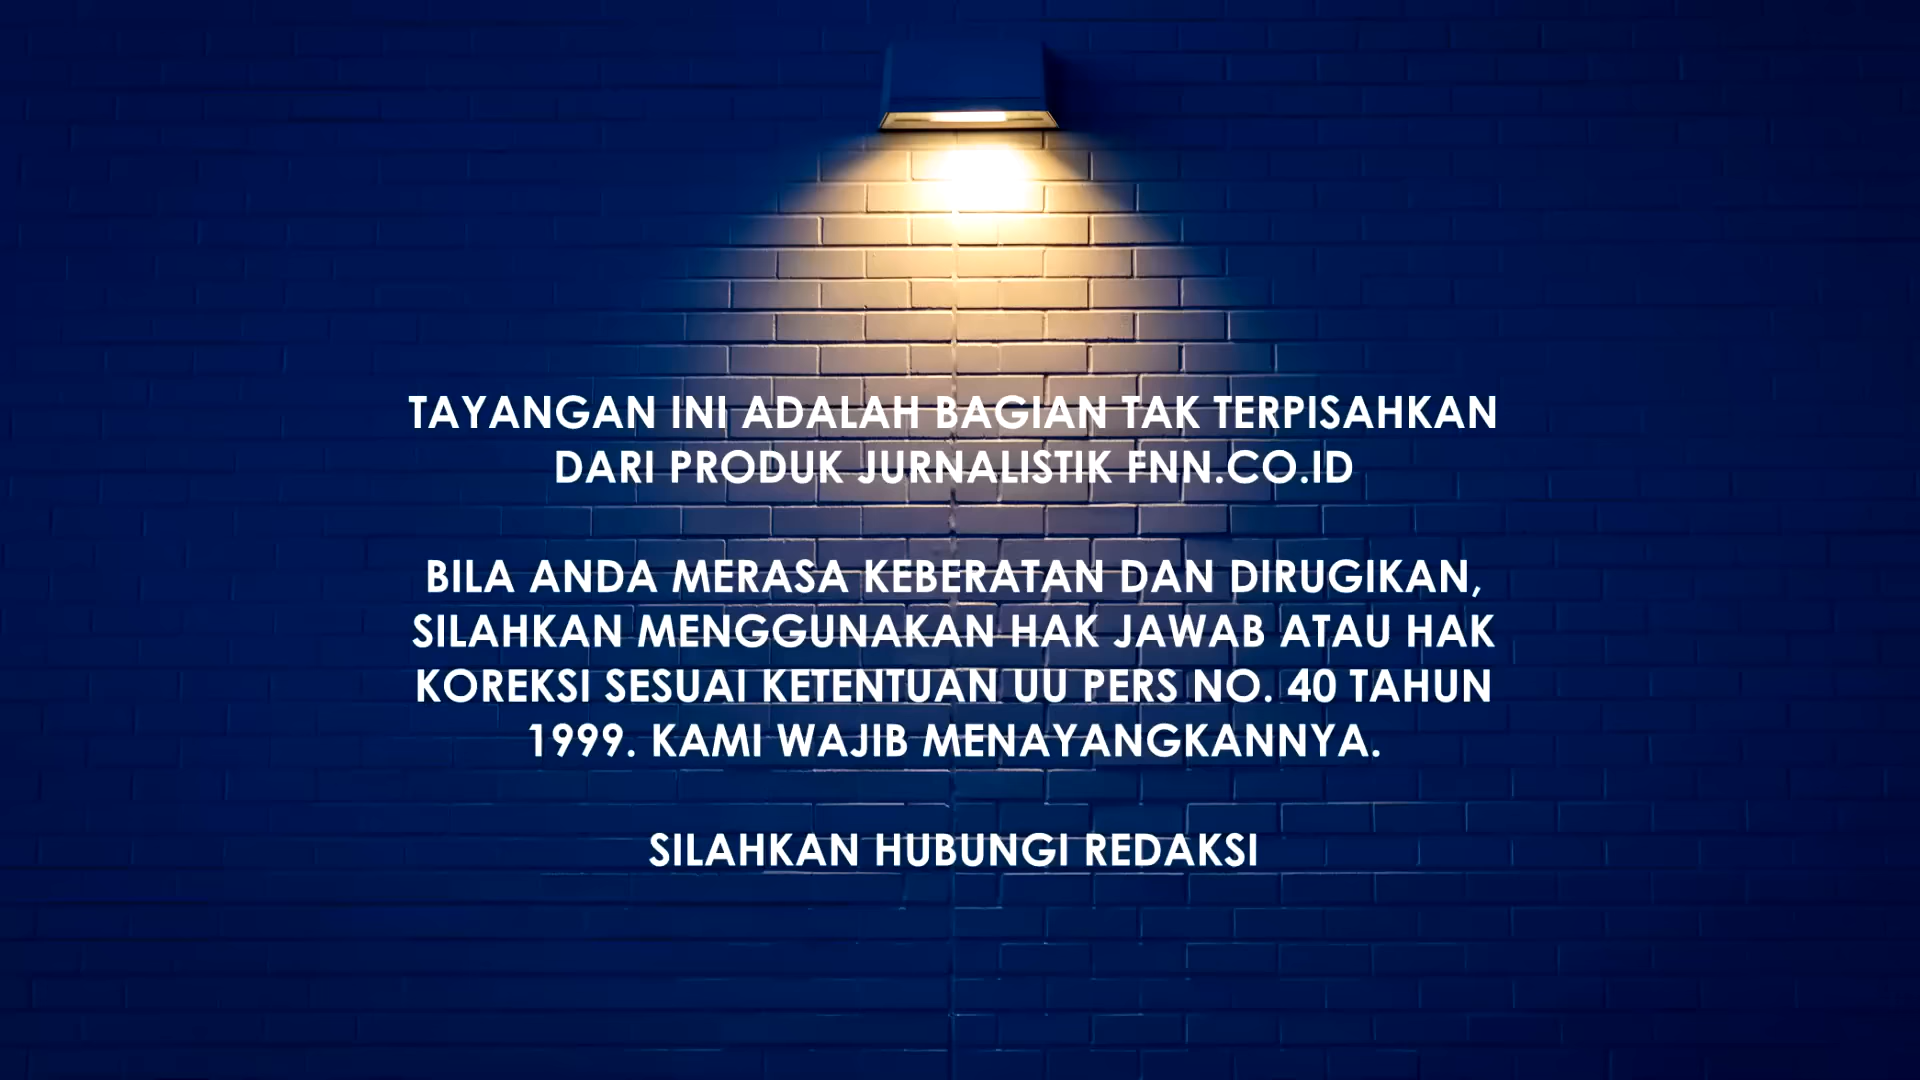 TAYANGAN INI ADALAH BAGIAN TAK TERPISAHKAN
DARI PRODUK JURNALISTIK FNN.CO.ID
BILA ANDA MERASA KEBERATAN DAN DIRUGIKAN,
SILAHKAN MENGGUNAKAN HAK JAWAB ATAU HAK
KOREKSI SESUAI KETENTUAN UU PERS NO. 40 TAHUN
1999. KAMI WAJIB MENAYANGKANNYA.
SILAHKAN HUBUNGI REDAKSI